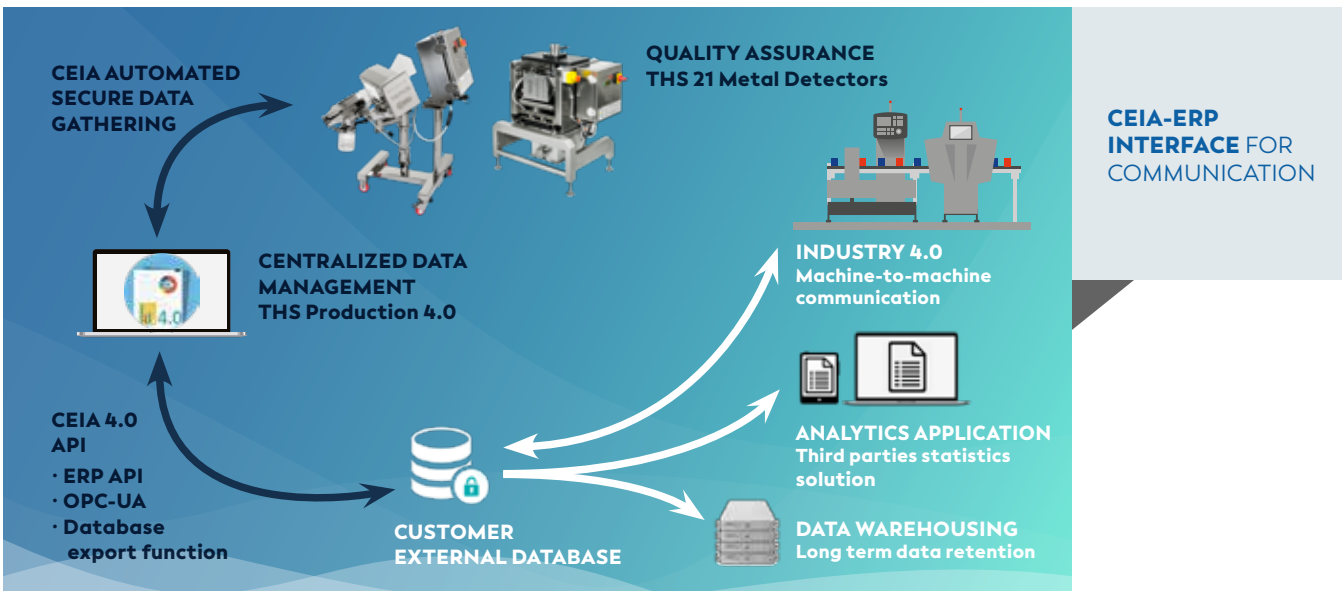 CEIA AUTOMATED
SECURE DATA
GATHERING
QUALITY ASSURANCE
THS 21 Metal Detectors
CEIA-ERP
INTERFACE FOR
COMMUNICATION
CENTRALIZED DATA
MANAGEMENT
THS Production 4.0
4.0
INDUSTRY 4.0
Machine-to-machine
communication
CEIA 4.0
API
· ERP API
· OPC-UA
· Database
export function
CUSTOMER
EXTERNAL DATABASE
ANALYTICS APPLICATION
Third parties statistics
solution
DATA WAREHOUSING
Long term data retention